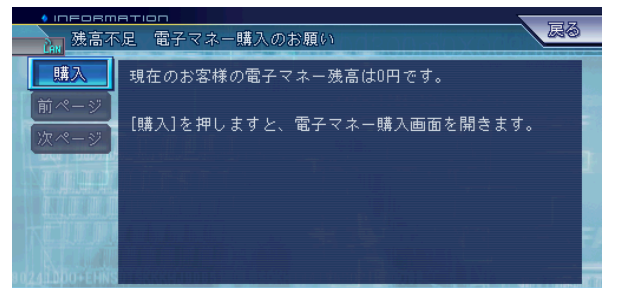 INFORMATION
LAN 残高不足 電子マネー購入のお願い
戻る
購入
前ページ
次ページ
現在のお客様の電子マネー残高は0円です。
[購入]を押しますと、電子マネー購入画面を開きます。